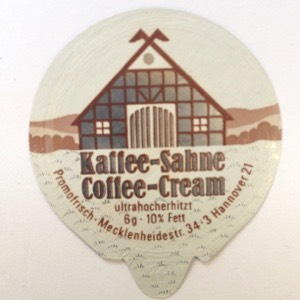 Kaffee-Sahne
Coffee-Cream
ultrahocherhitzt
6g · 10% Fett
Promofrisch · Mecklenheidestr. 34 · 3 Hannover 21